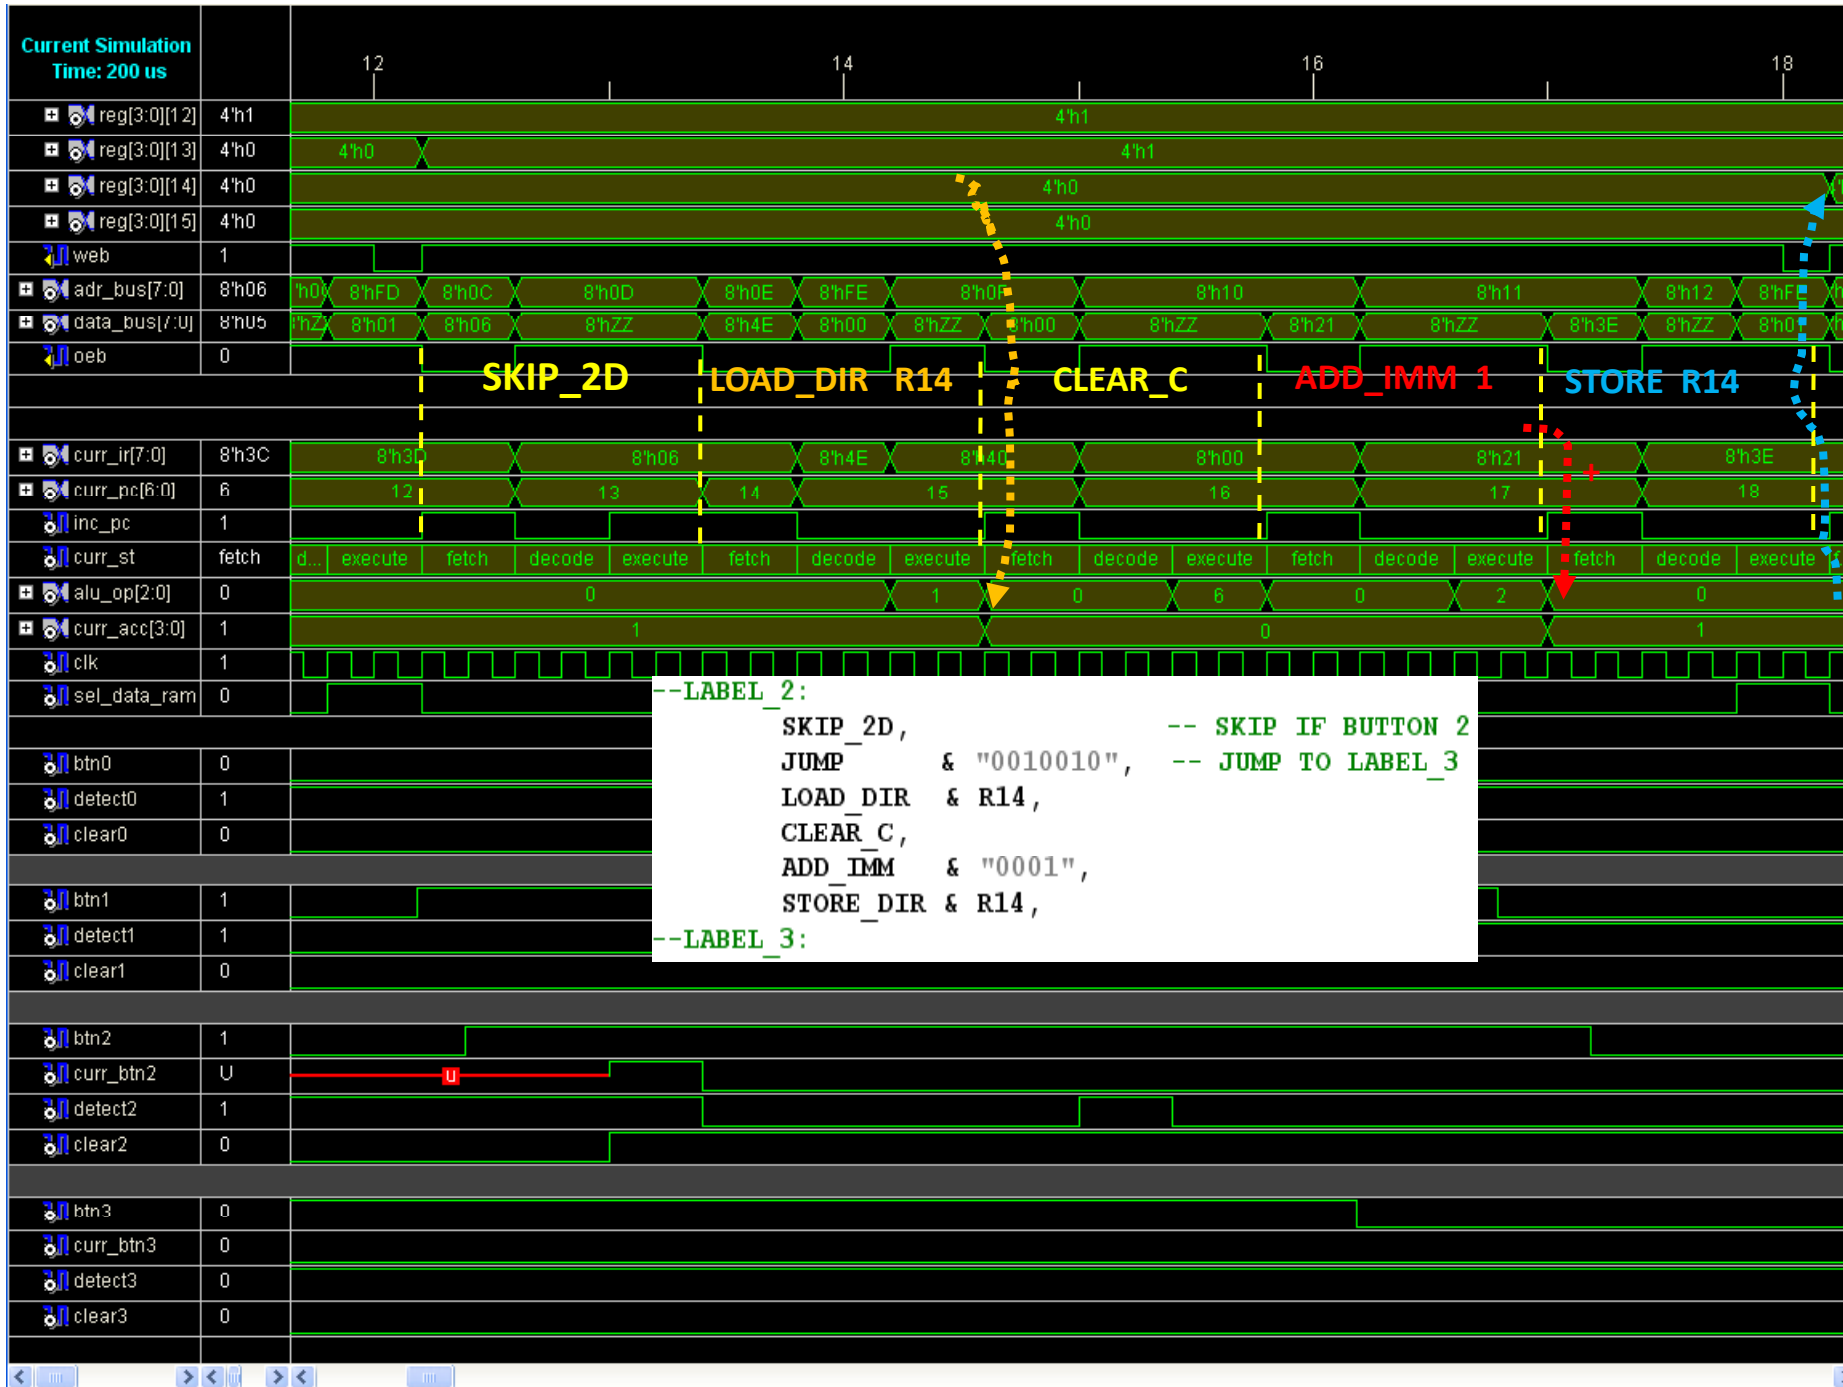 Current Simulation
Time: 200 us
12 14 16 18
reg[3:0][12] 4'h1 4'h1
reg[3:0][13] 4'h0 4'h0 4'h1
reg[3:0][14] 4'h0 4'h0
reg[3:0][15] 4'h0 4'h0
web 1
adr_bus[7:0] 8'h06 8'hFD 8'h0C 8'h0D 8'h0E 8'hFE 8'h0F 8'h10 8'h11 8'h12 8'hFE
data_bus[7:0] 8'h05 8'h01 8'h06 8'hZZ 8'h4E 8'h00 8'hZZ 8'h00 8'hZZ 8'h21 8'hZZ 8'h3E 8'hZZ 8'h01
oeb 0
SKIP_2D LOAD_DIR R14 CLEAR_C ADD_IMM 1 STORE R14
curr_ir[7:0] 8'h3C 8'h3D 8'h06 8'h4E 8'h40 8'h00 8'h21 + 8'h3E
curr_pc[6:0] 6 12 13 14 15 16 17 18
inc_pc 1
curr_st fetch d... execute fetch decode execute fetch decode execute fetch decode execute fetch decode execute fetch decode execute
alu_op[2:0] 0 0 1 0 6 0 2 0
curr_acc[3:0] 1 1 0 1
clk 1
sel_data_ram 0
--LABEL_2:
SKIP_2D, -- SKIP IF BUTTON 2
JUMP & "0010010", -- JUMP TO LABEL_3
LOAD_DIR & R14,
CLEAR_C,
ADD_IMM & "0001",
STORE_DIR & R14,
--LABEL_3:
btn0 0
detect0 1
clear0 0
btn1 1
detect1 1
clear1 0
btn2 1
curr_btn2 U U
detect2 1
clear2 0
btn3 0
curr_btn3 0
detect3 0
clear3 0